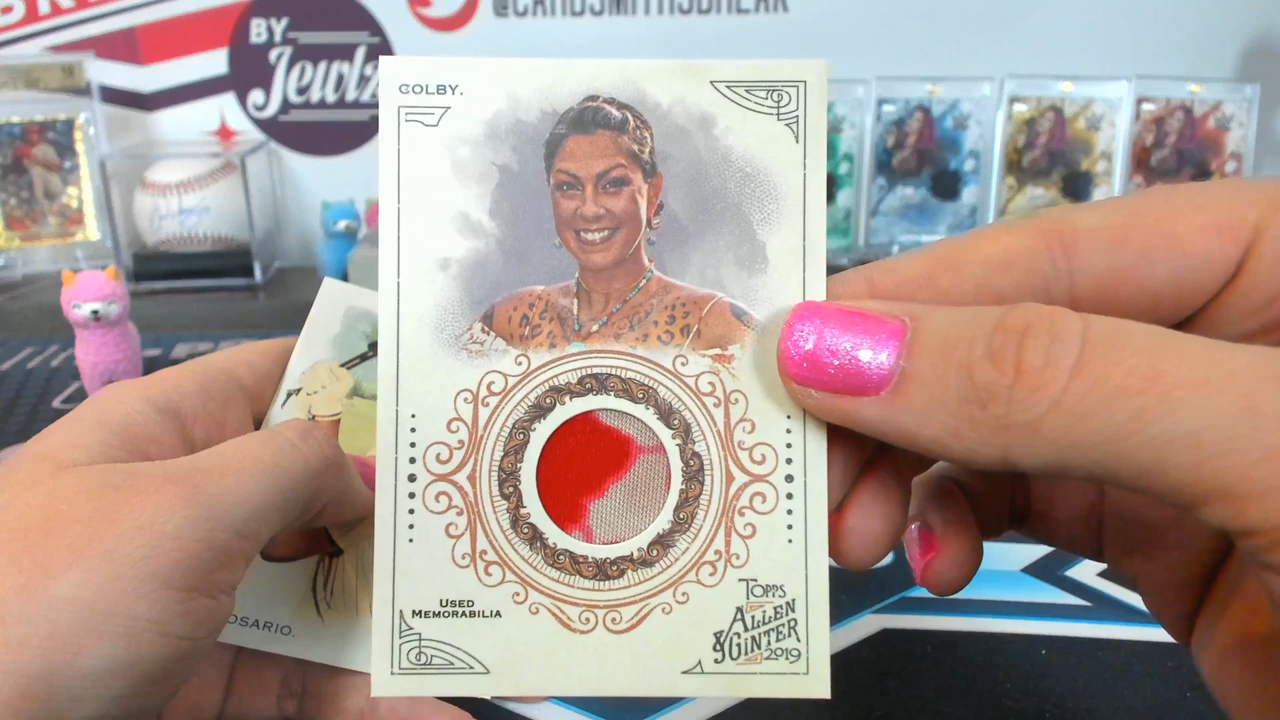 BY
Jewlz
@CARDSMITHSBREAK
COLBY.
OSARIO.
USED
MEMORABILIA
TOPPS
ALLEN
& GINTER
2019